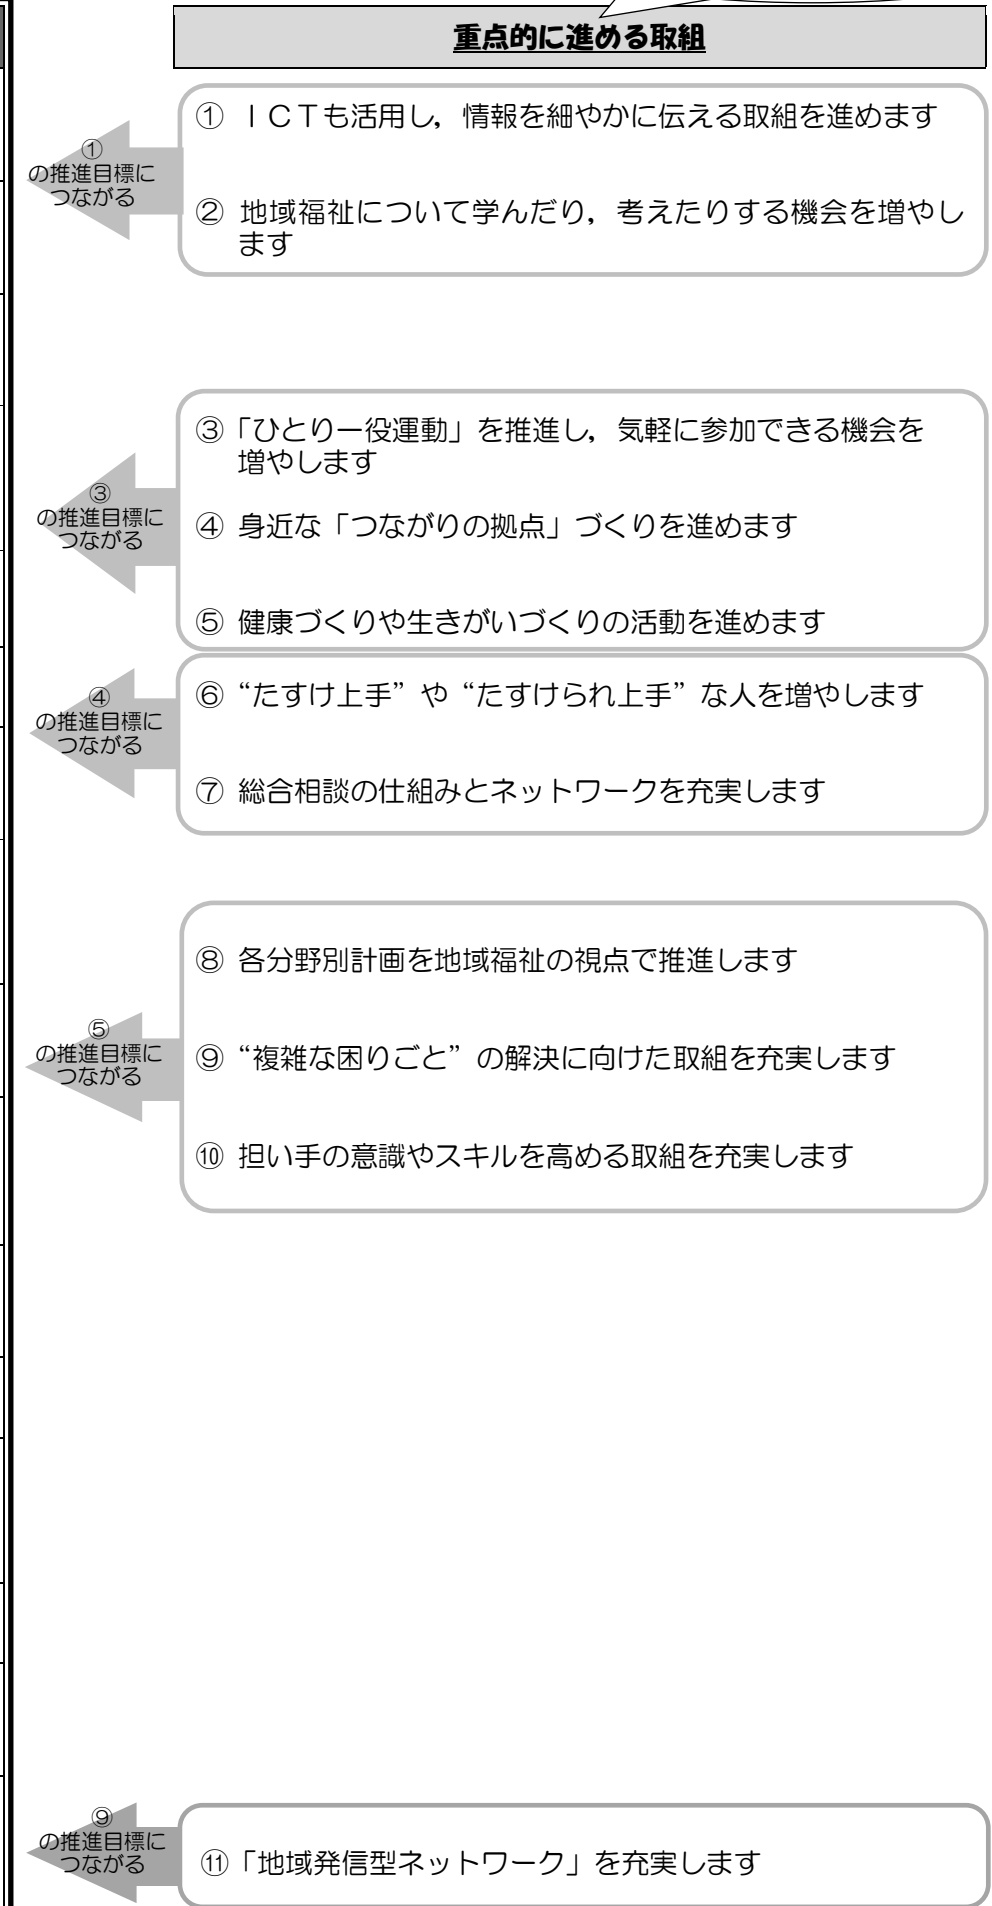 重点的に進める取組
①
の推進目標に
つながる
① ＩＣＴも活用し，情報を細やかに伝える取組を進めます
② 地域福祉について学んだり，考えたりする機会を増やし
ます
③
の推進目標に
つながる
③「ひとり一役運動」を推進し，気軽に参加できる機会を
増やします
④ 身近な「つながりの拠点」づくりを進めます
⑤ 健康づくりや生きがいづくりの活動を進めます
④
の推進目標に
つながる
⑥“たすけ上手”や“たすけられ上手”な人を増やします
⑦ 総合相談の仕組みとネットワークを充実します
⑤
の推進目標に
つながる
⑧ 各分野別計画を地域福祉の視点で推進します
⑨“複雑な困りごと”の解決に向けた取組を充実します
⑩ 担い手の意識やスキルを高める取組を充実します
⑨
の推進目標に
つながる
⑪「地域発信型ネットワーク」を充実します